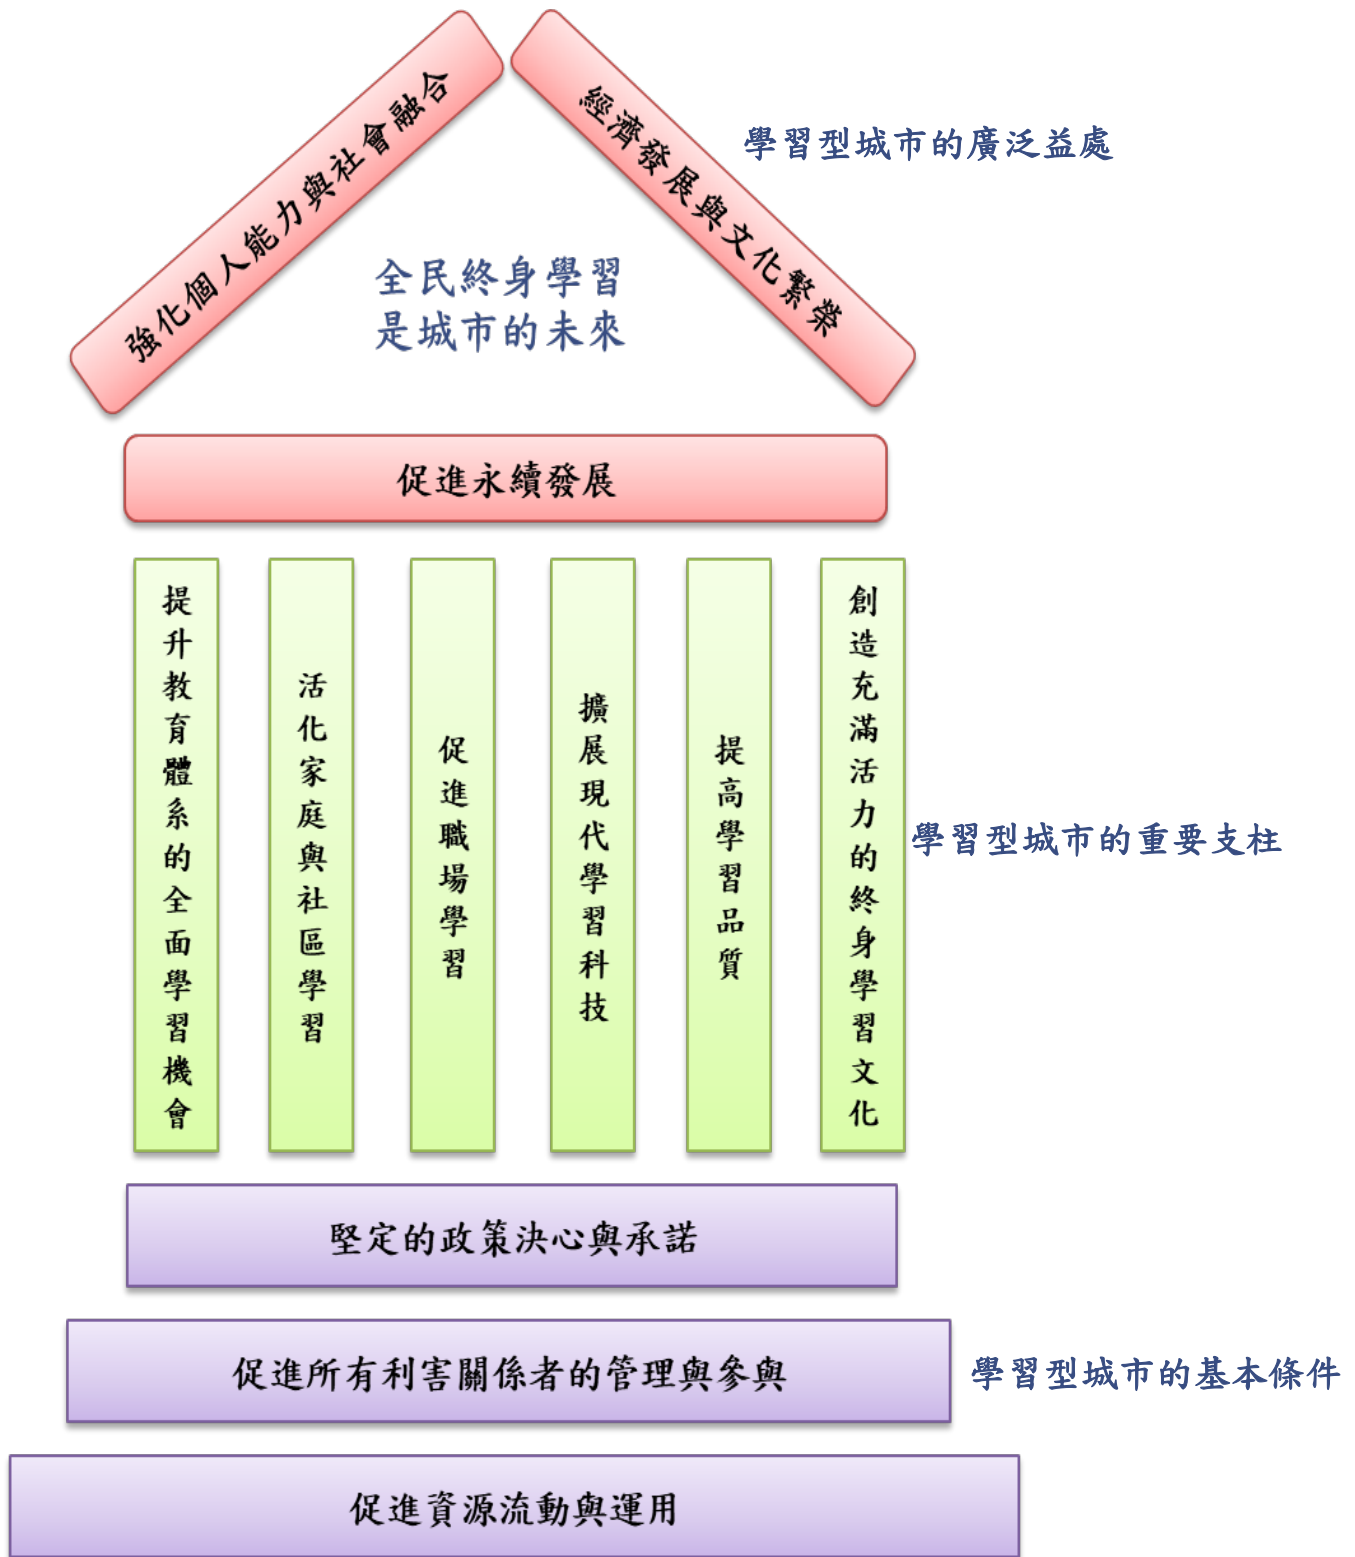 強化個人能力與社會融合
經濟發展與文化繁榮
學習型城市的廣泛益處
全民終身學習
是城市的未來
促進永續發展
提升教育體系的全面學習機會
活化家庭與社區學習
促進職場學習
擴展現代學習科技
提高學習品質
創造充滿活力的終身學習文化
學習型城市的重要支柱
堅定的政策決心與承諾
促進所有利害關係者的管理與參與
學習型城市的基本條件
促進資源流動與運用